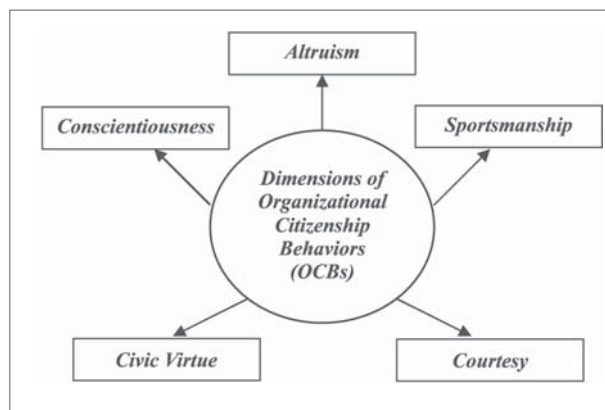 Altruism
Conscientiousness
Sportsmanship
Dimensions of
Organizational
Citizenship
Behaviors
(OCBs)
Civic Virtue
Courtesy